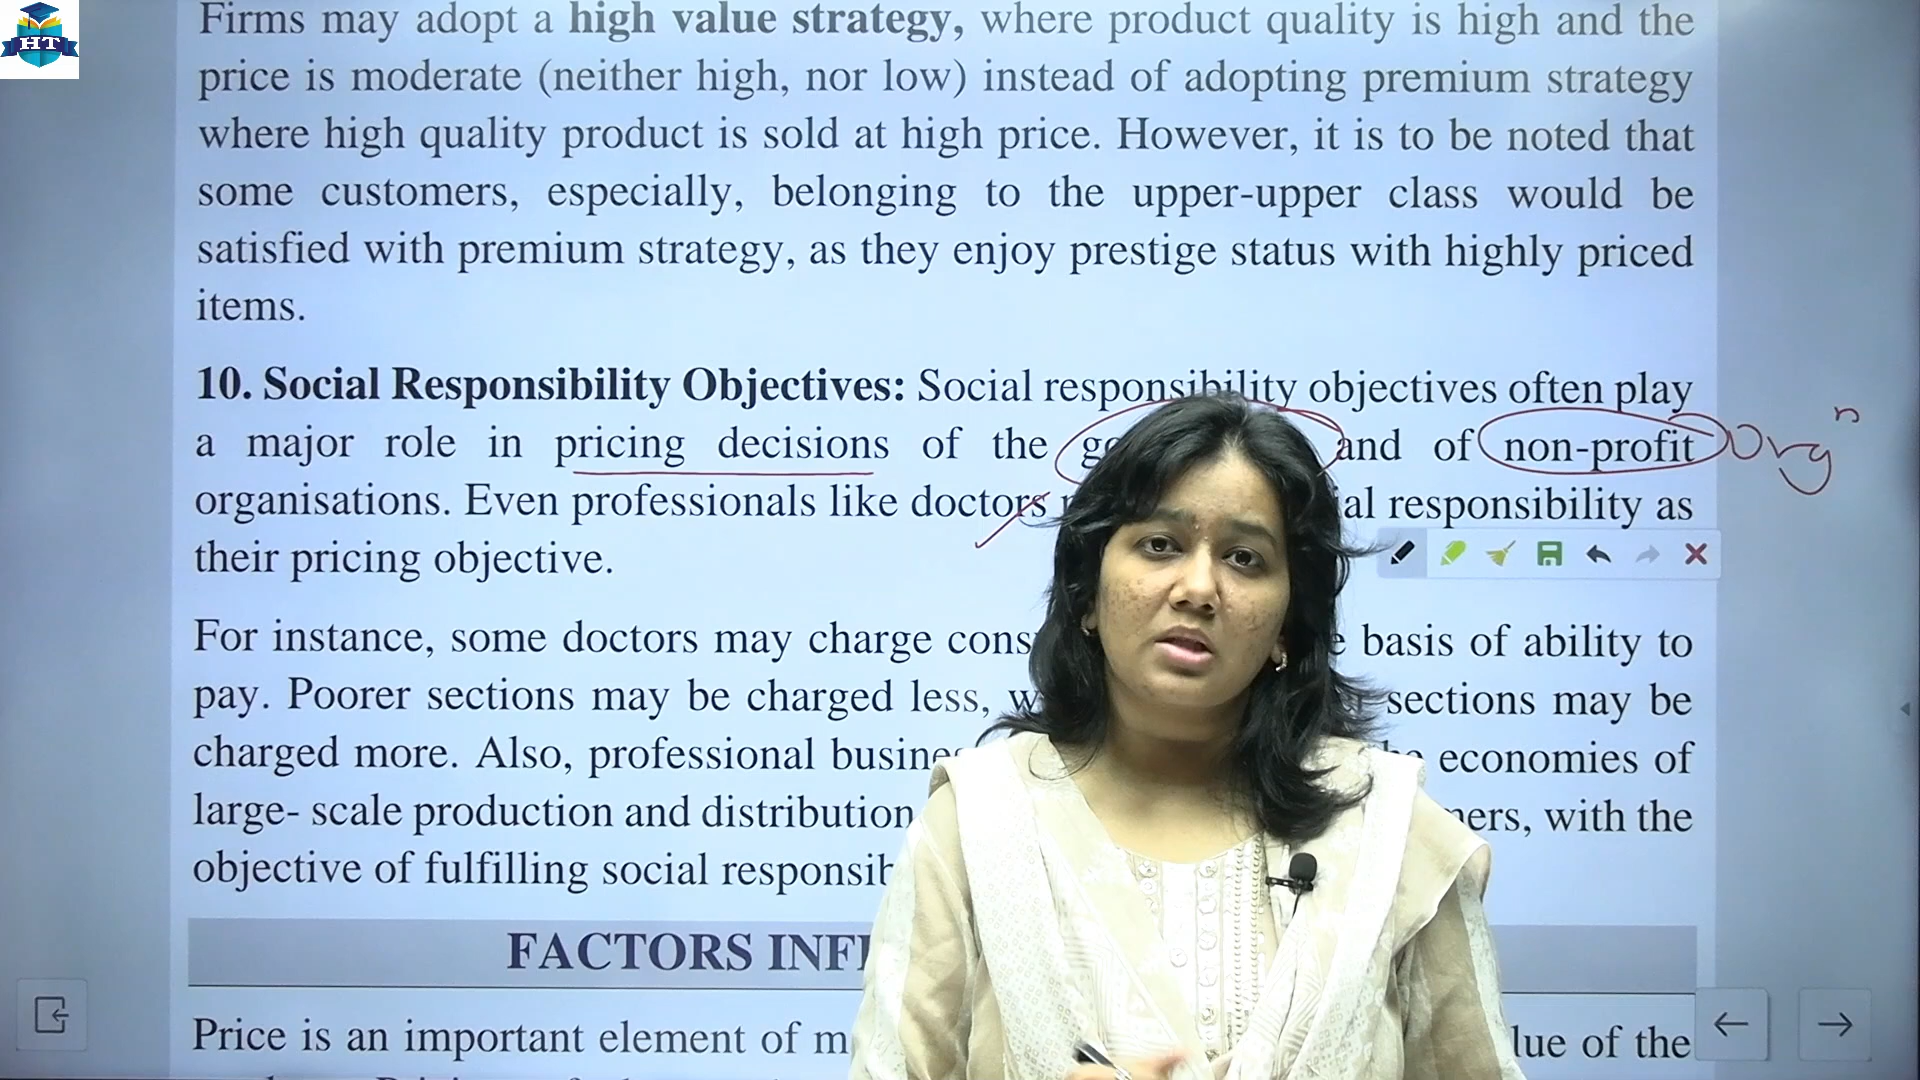 HT
Firms may adopt a high value strategy, where product quality is high and the
price is moderate (neither high, nor low) instead of adopting premium strategy
where high quality product is sold at high price. However, it is to be noted that
some customers, especially, belonging to the upper-upper class would be
satisfied with premium strategy, as they enjoy prestige status with highly priced
items.
10. Social Responsibility Objectives: Social responsibility objectives often play
a major role in pricing decisions of the and of non-profit Orgn
organisations. Even professionals like doctors responsibility as
their pricing objective.
For instance, some doctors may charge basis of ability to
pay. Poorer sections may be charged less, sections may be
charged more. Also, professional economies of
large- scale production and distribution with the
objective of fulfilling social
FACTORS
Price is an important element of of the